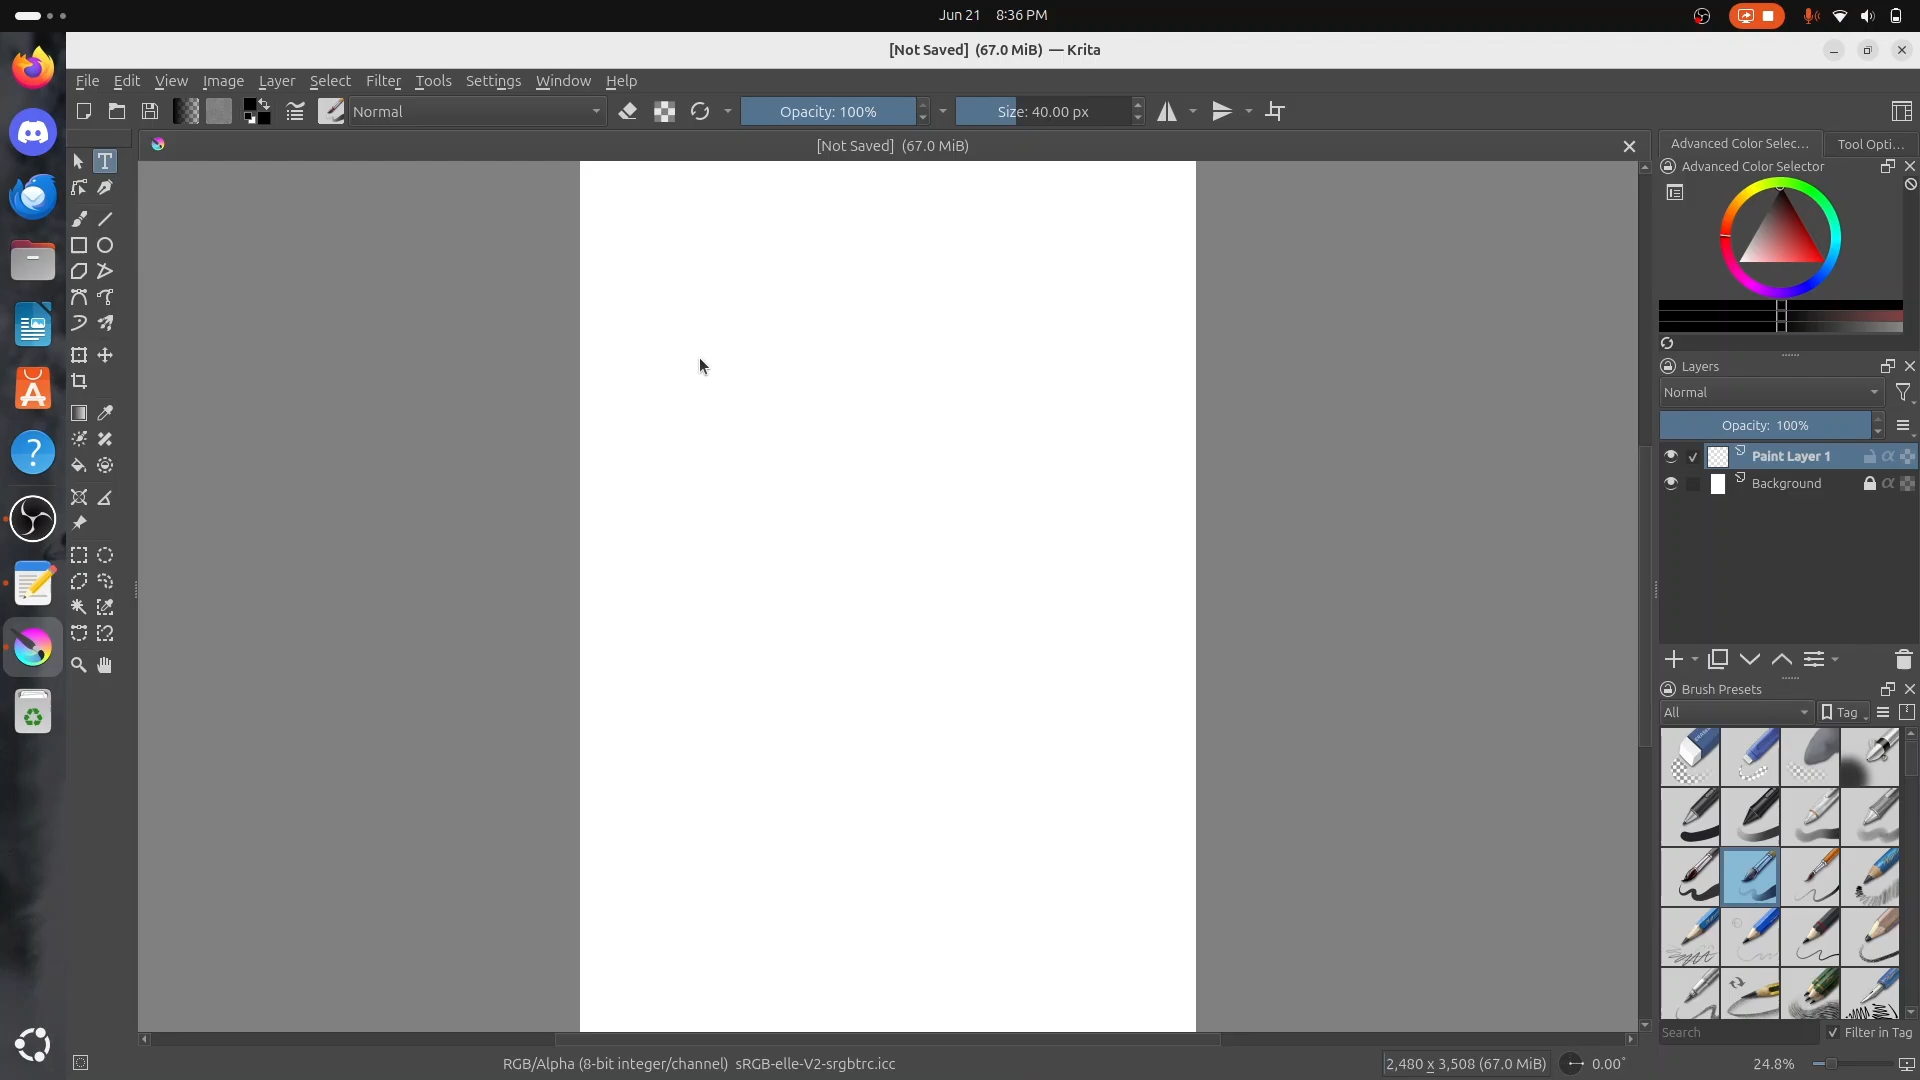 Jun 21 8:36 PM
[Not Saved] (67.0 MiB) — Krita
File Edit View Image Layer Select Filter Tools Settings Window Help
Normal
Opacity: 100%
Size: 40.00 px
[Not Saved] (67.0 MiB)
Advanced Color Selec... Tool Opti...
Advanced Color Selector
Layers
Normal
Opacity: 100%
Paint Layer 1
Background
Brush Presets
All
Tag
Search
Filter in Tag
RGB/Alpha (8-bit integer/channel) sRGB-elle-V2-srgbtrc.icc
2,480 x 3,508 (67.0 MiB)
0.00°
24.8%